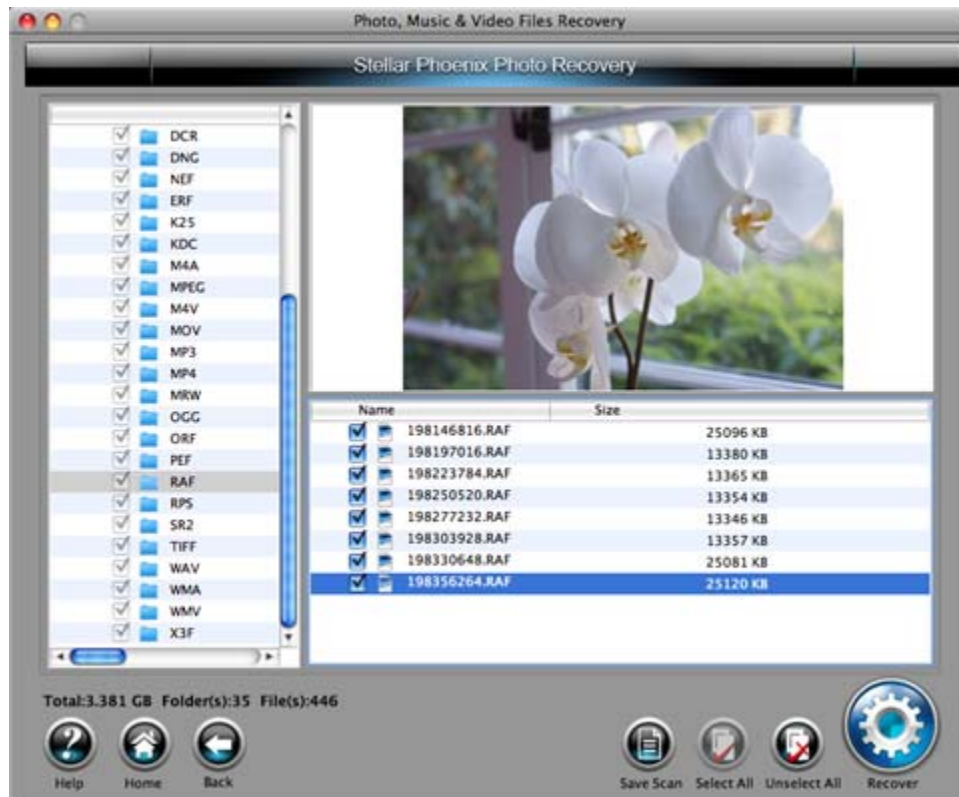 Photo, Music & Video Files Recovery
Stellar Phoenix Photo Recovery
DCR
DNG
NEF
ERF
K25
KDC
M4A
MPEG
M4V
MOV
MP3
MP4
MRW
OGG
ORF
PEF
RAF
RPS
SR2
TIFF
WAV
WMA
WMV
X3F
Name Size
198146816.RAF 25096 KB
198197016.RAF 13380 KB
198223784.RAF 13365 KB
198250520.RAF 13354 KB
198277232.RAF 13346 KB
198303928.RAF 13357 KB
198330648.RAF 25081 KB
198356264.RAF 25120 KB
Total:3.381 GB Folder(s):35 File(s):446
Help Home Back Save Scan Select All Unselect All Recover